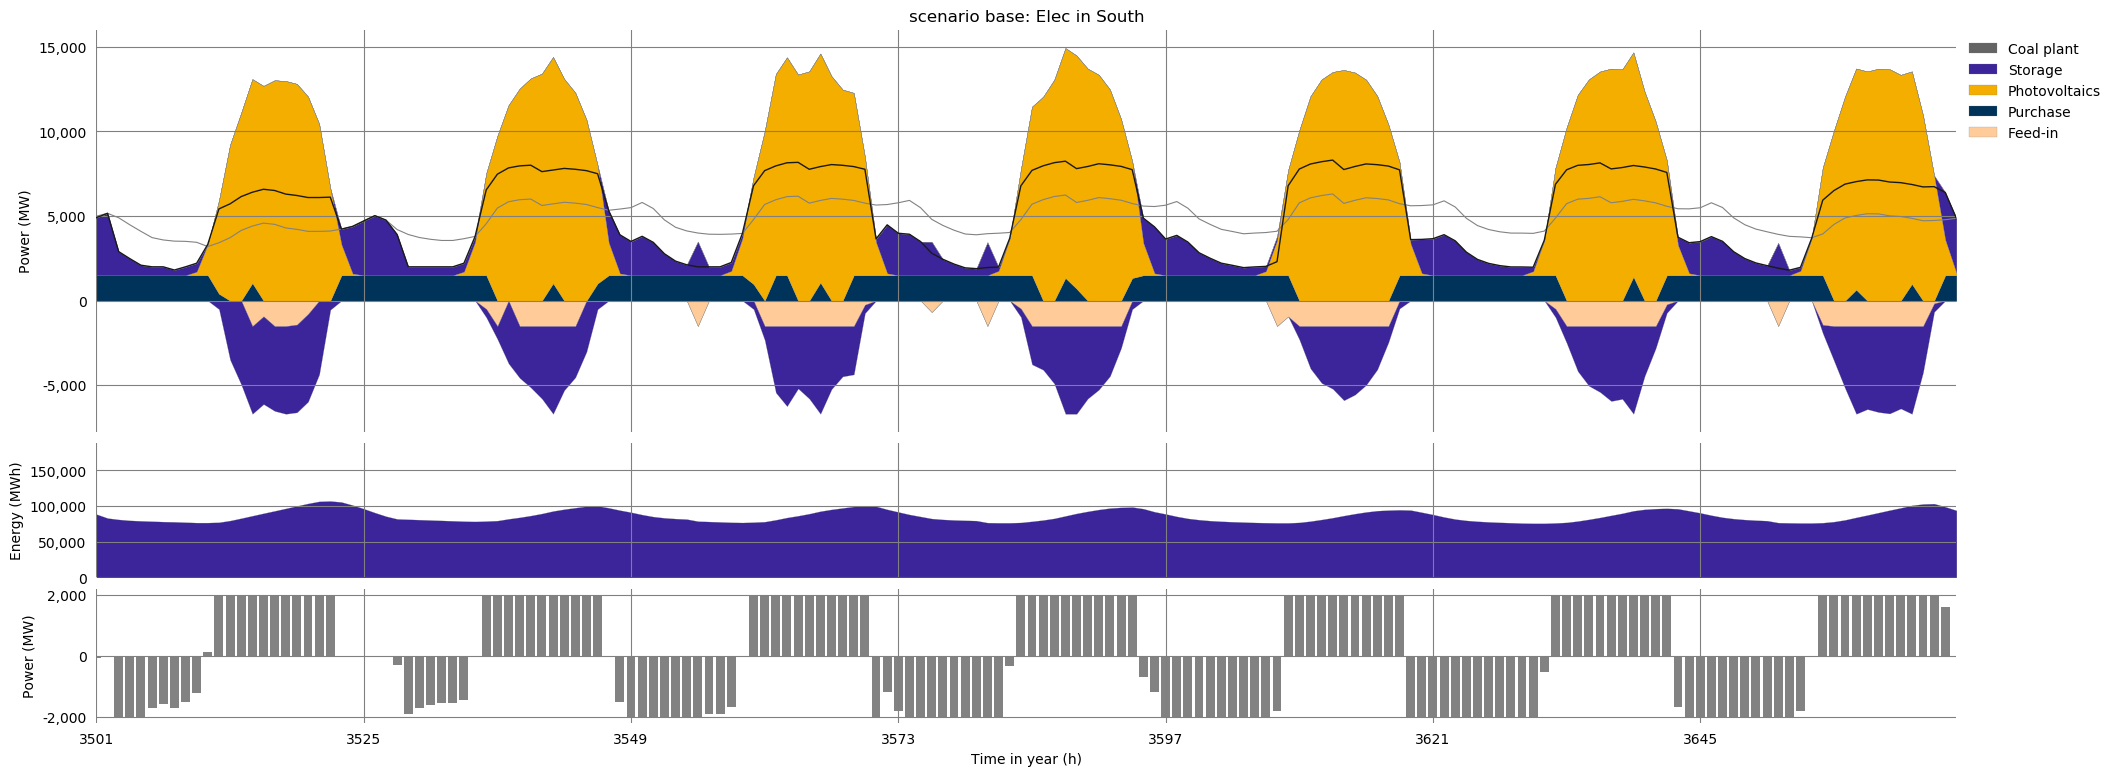 scenario base: Elec in South
Power (MW)
15,000
10,000
5,000
0
-5,000
Coal plant
Storage
Photovoltaics
Purchase
Feed-in
Energy (MWh)
150,000
100,000
50,000
0
Power (MW)
2,000
0
-2,000
3501
3525
3549
3573
3597
3621
3645
Time in year (h)